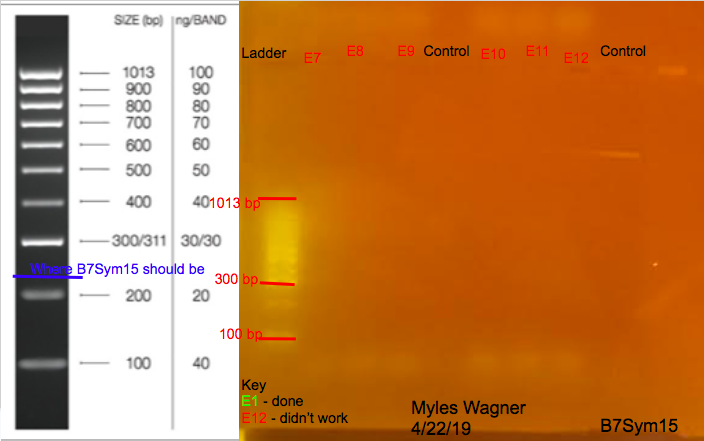 SIZE (bp) ng/BAND
1013 100
900 90
800 80
700 70
600 60
500 50
400 40
300/311 30/30
Where B7Sym15 should be
200 20
100 40
Ladder E7 E8 E9 Control E10 E11 E12 Control
1013 bp
300 bp
100 bp
Key
E1 - done
E12 - didn't work
Myles Wagner
4/22/19
B7Sym15